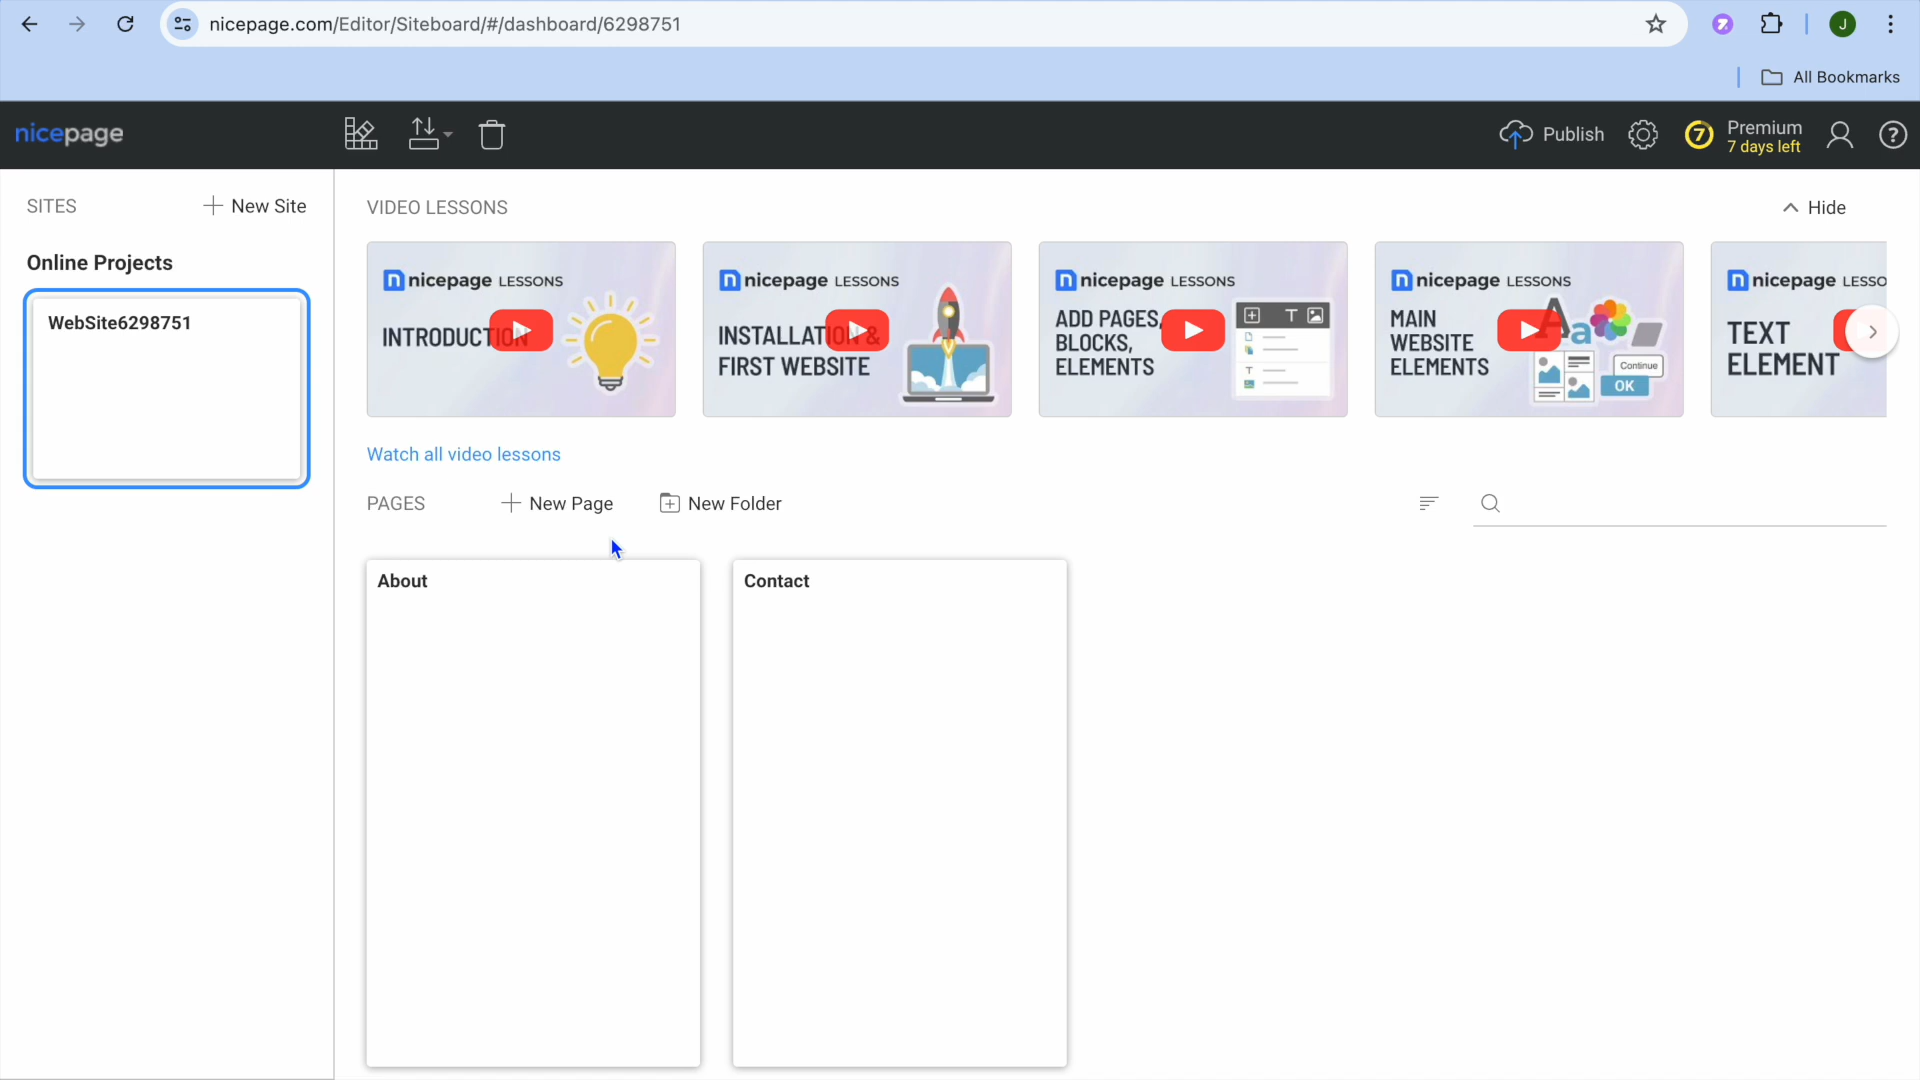 nicepage.com/Editor/Siteboard/#/dashboard/6298751
J
All Bookmarks
nicepage
Publish
7
Premium
7 days left
?
SITES
New Site
VIDEO LESSONS
Hide
Online Projects
WebSite6298751
nicepage LESSONS
INTRODUCTION
nicepage LESSONS
INSTALLATION &
FIRST WEBSITE
nicepage LESSONS
ADD PAGES,
BLOCKS,
ELEMENTS
T
T
nicepage LESSONS
MAIN
WEBSITE
ELEMENTS
Aa
Continue
OK
nicepage LESSO
TEXT
ELEMENT
Watch all video lessons
PAGES
New Page
New Folder
About
Contact